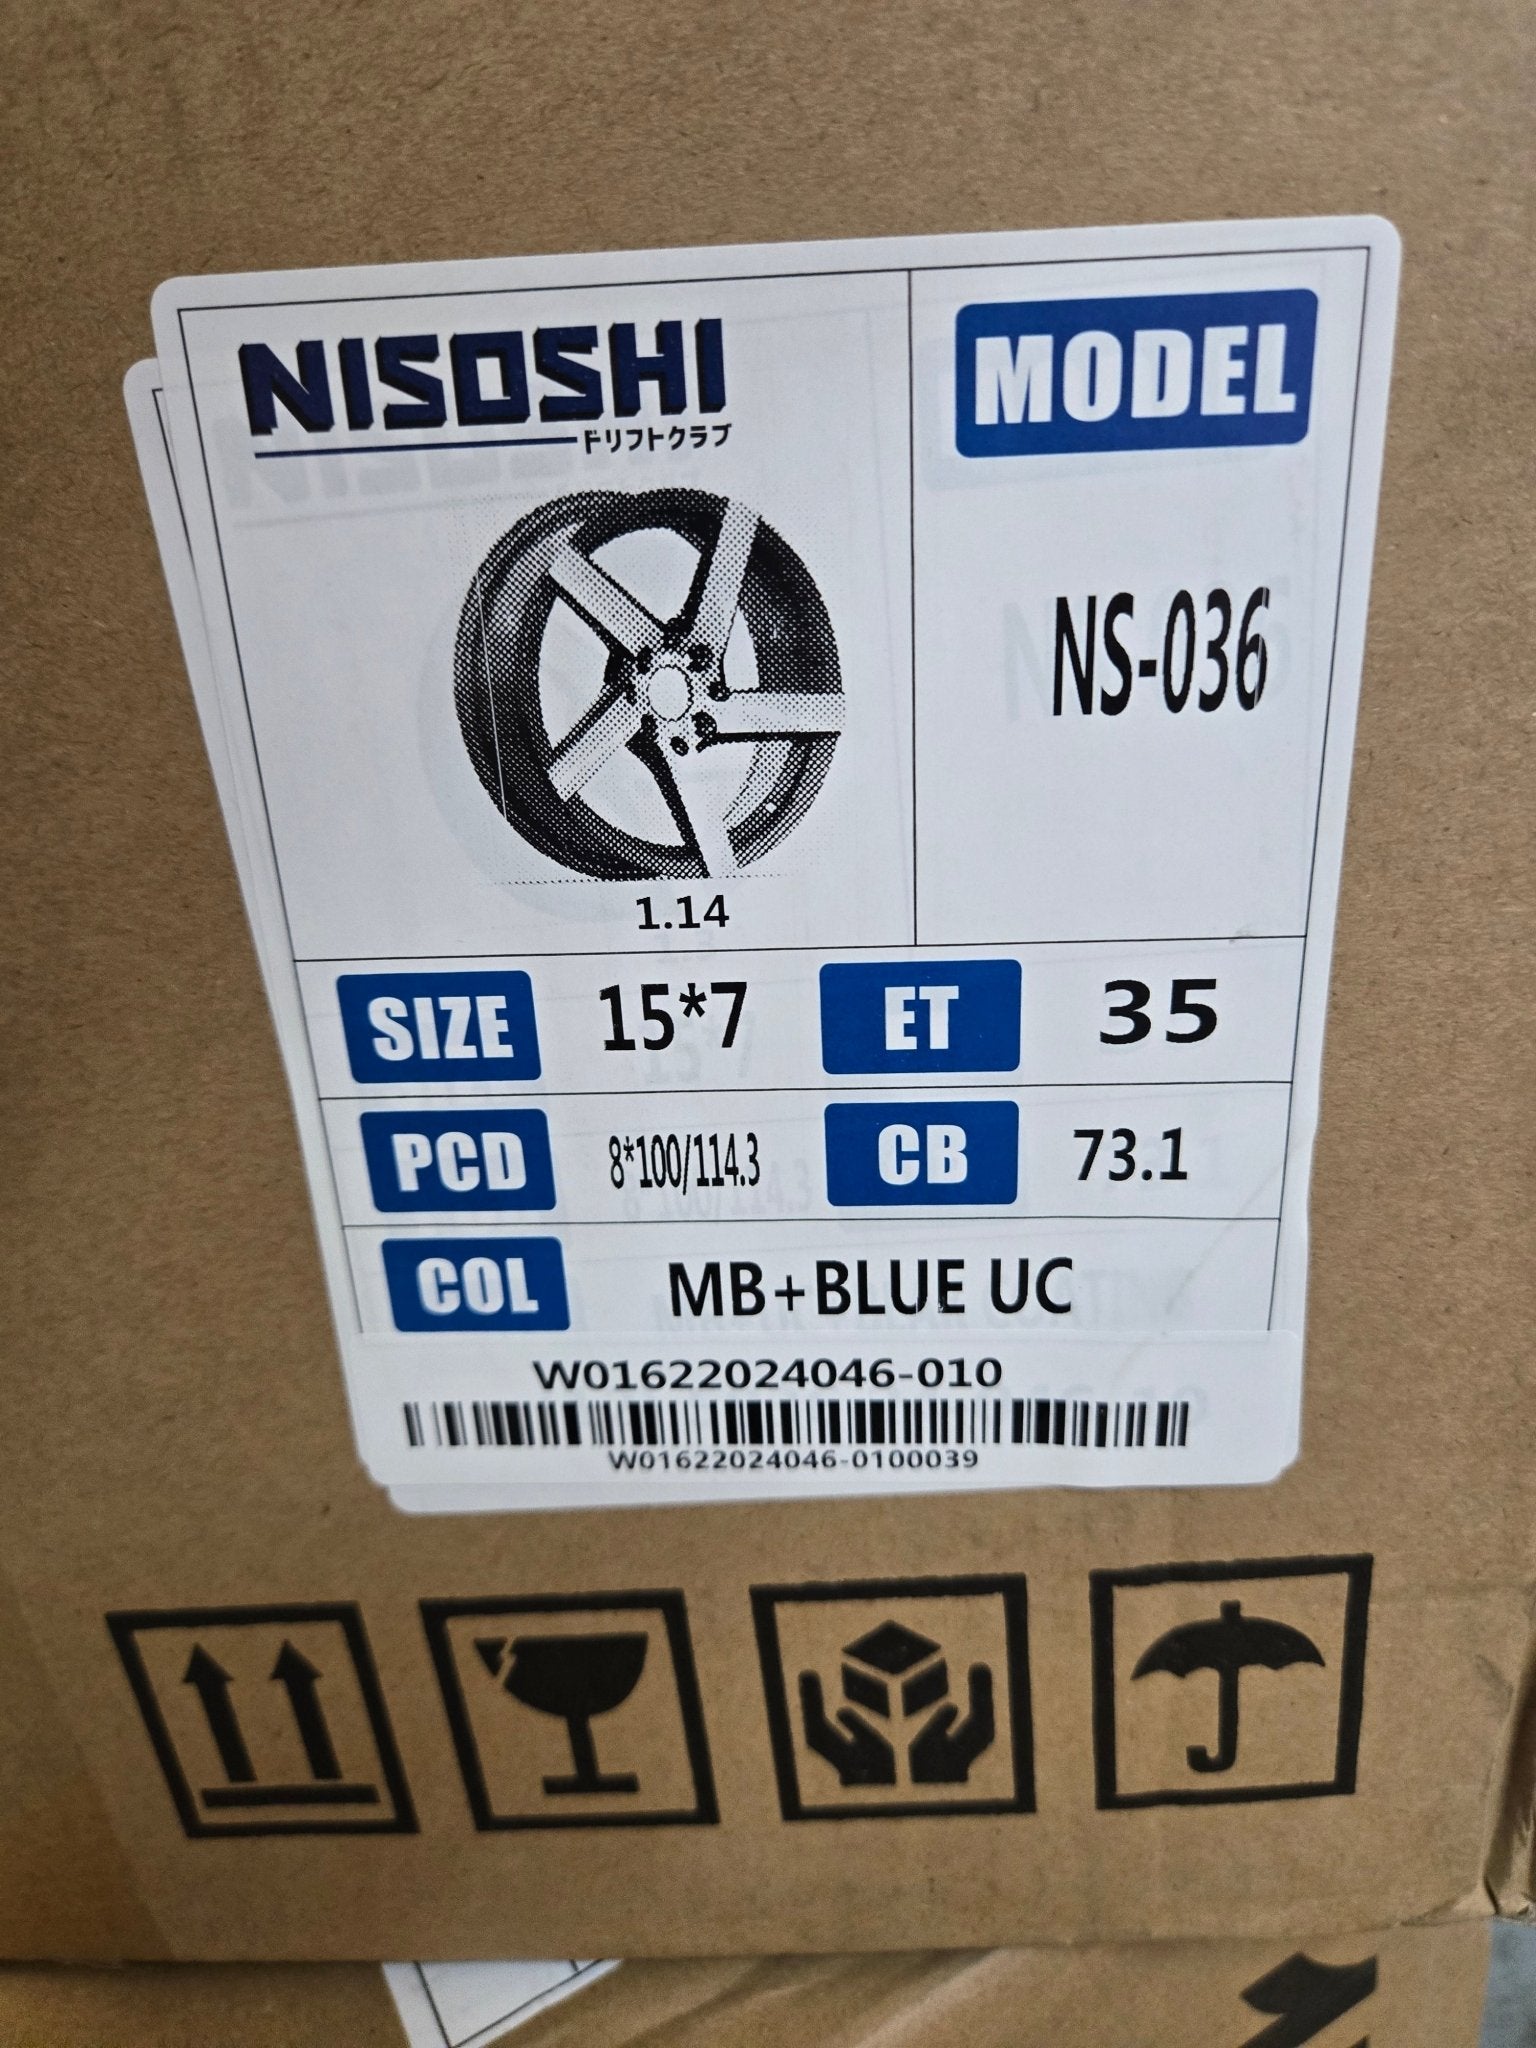 NISOSHI
ドリフトクラブ
MODEL
NS-036
1.14
SIZE 15*7 ET 35
PCD 8*100/114.3 CB 73.1
COL MB+BLUE UC
W01622024046-010
W01622024046-0100039